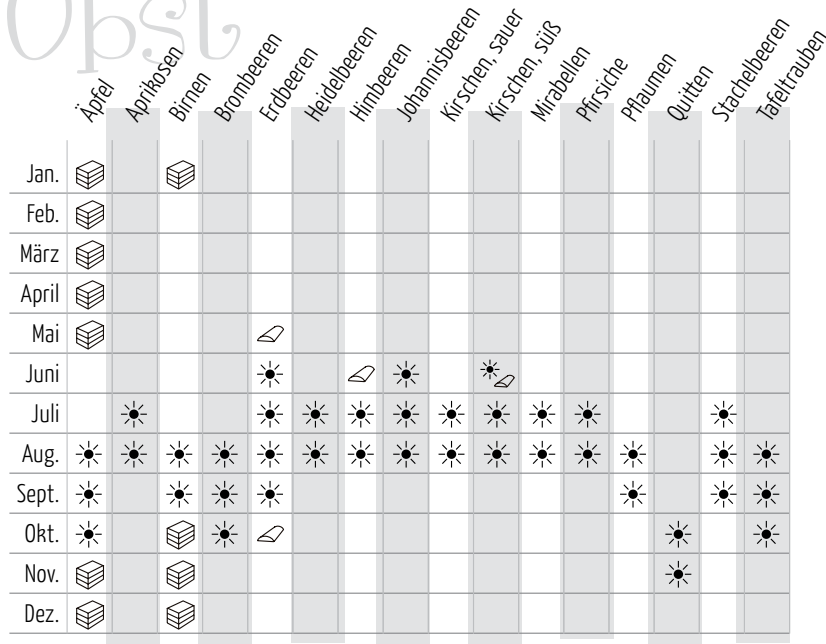 Obst
Äpfel
Aprikosen
Birnen
Brombeeren
Erdbeeren
Heidelbeeren
Himbeeren
Johannisbeeren
Kirschen, sauer
Kirschen, süß
Mirabellen
Pfirsiche
Pflaumen
Quitten
Stachelbeeren
Tafeltrauben
Jan.
Feb.
März
April
Mai
Juni
Juli
Aug.
Sept.
Okt.
Nov.
Dez.